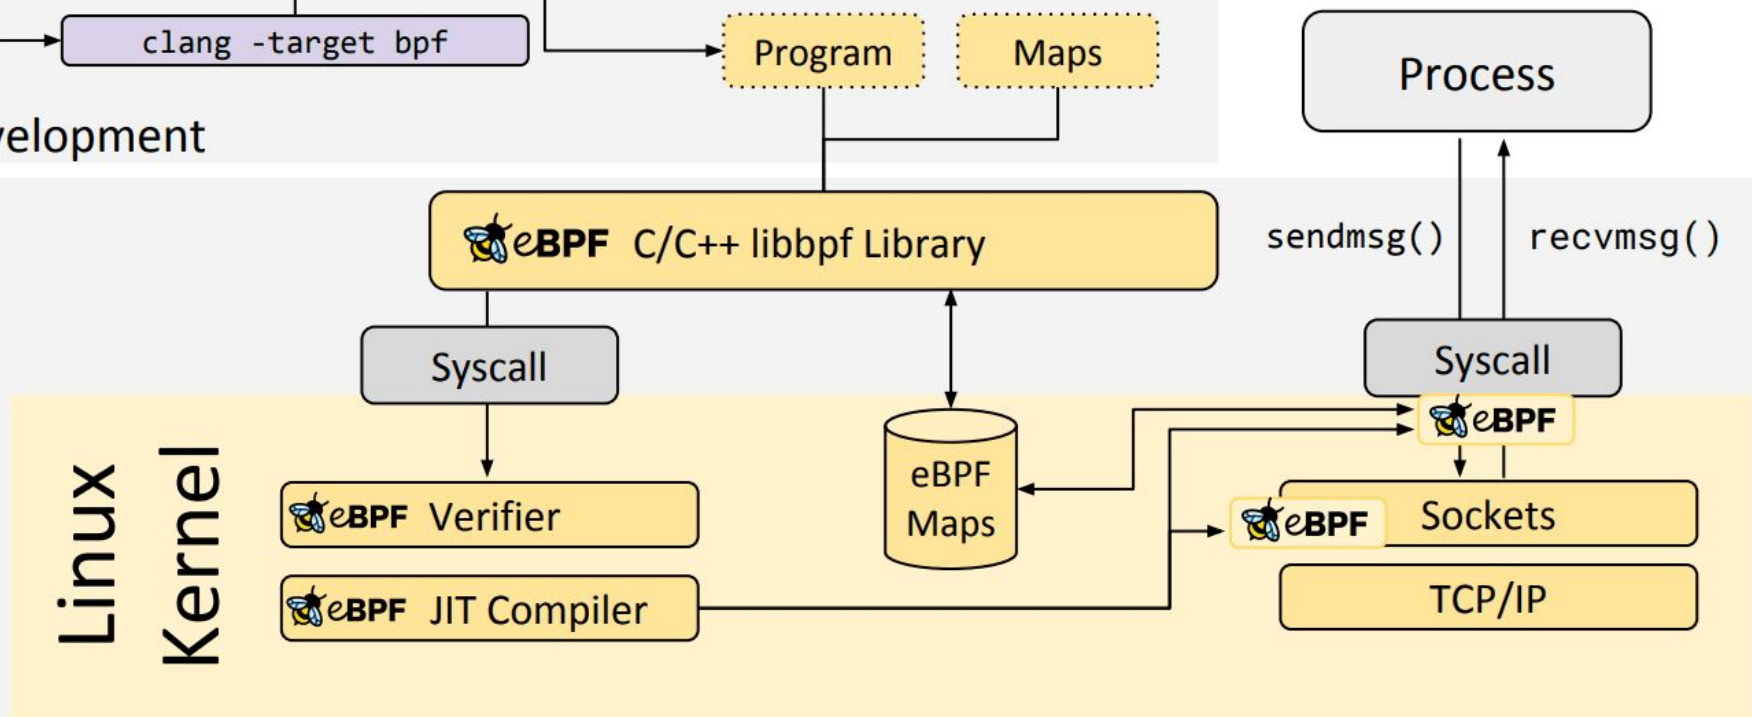 clang -target bpf
Program
Maps
Process
velopment
eBPF C/C++ libbpf Library
sendmsg()
recvmsg()
Syscall
Syscall
eBPF
Linux
Kernel
eBPF Verifier
eBPF
Maps
eBPF
Sockets
eBPF JIT Compiler
TCP/IP